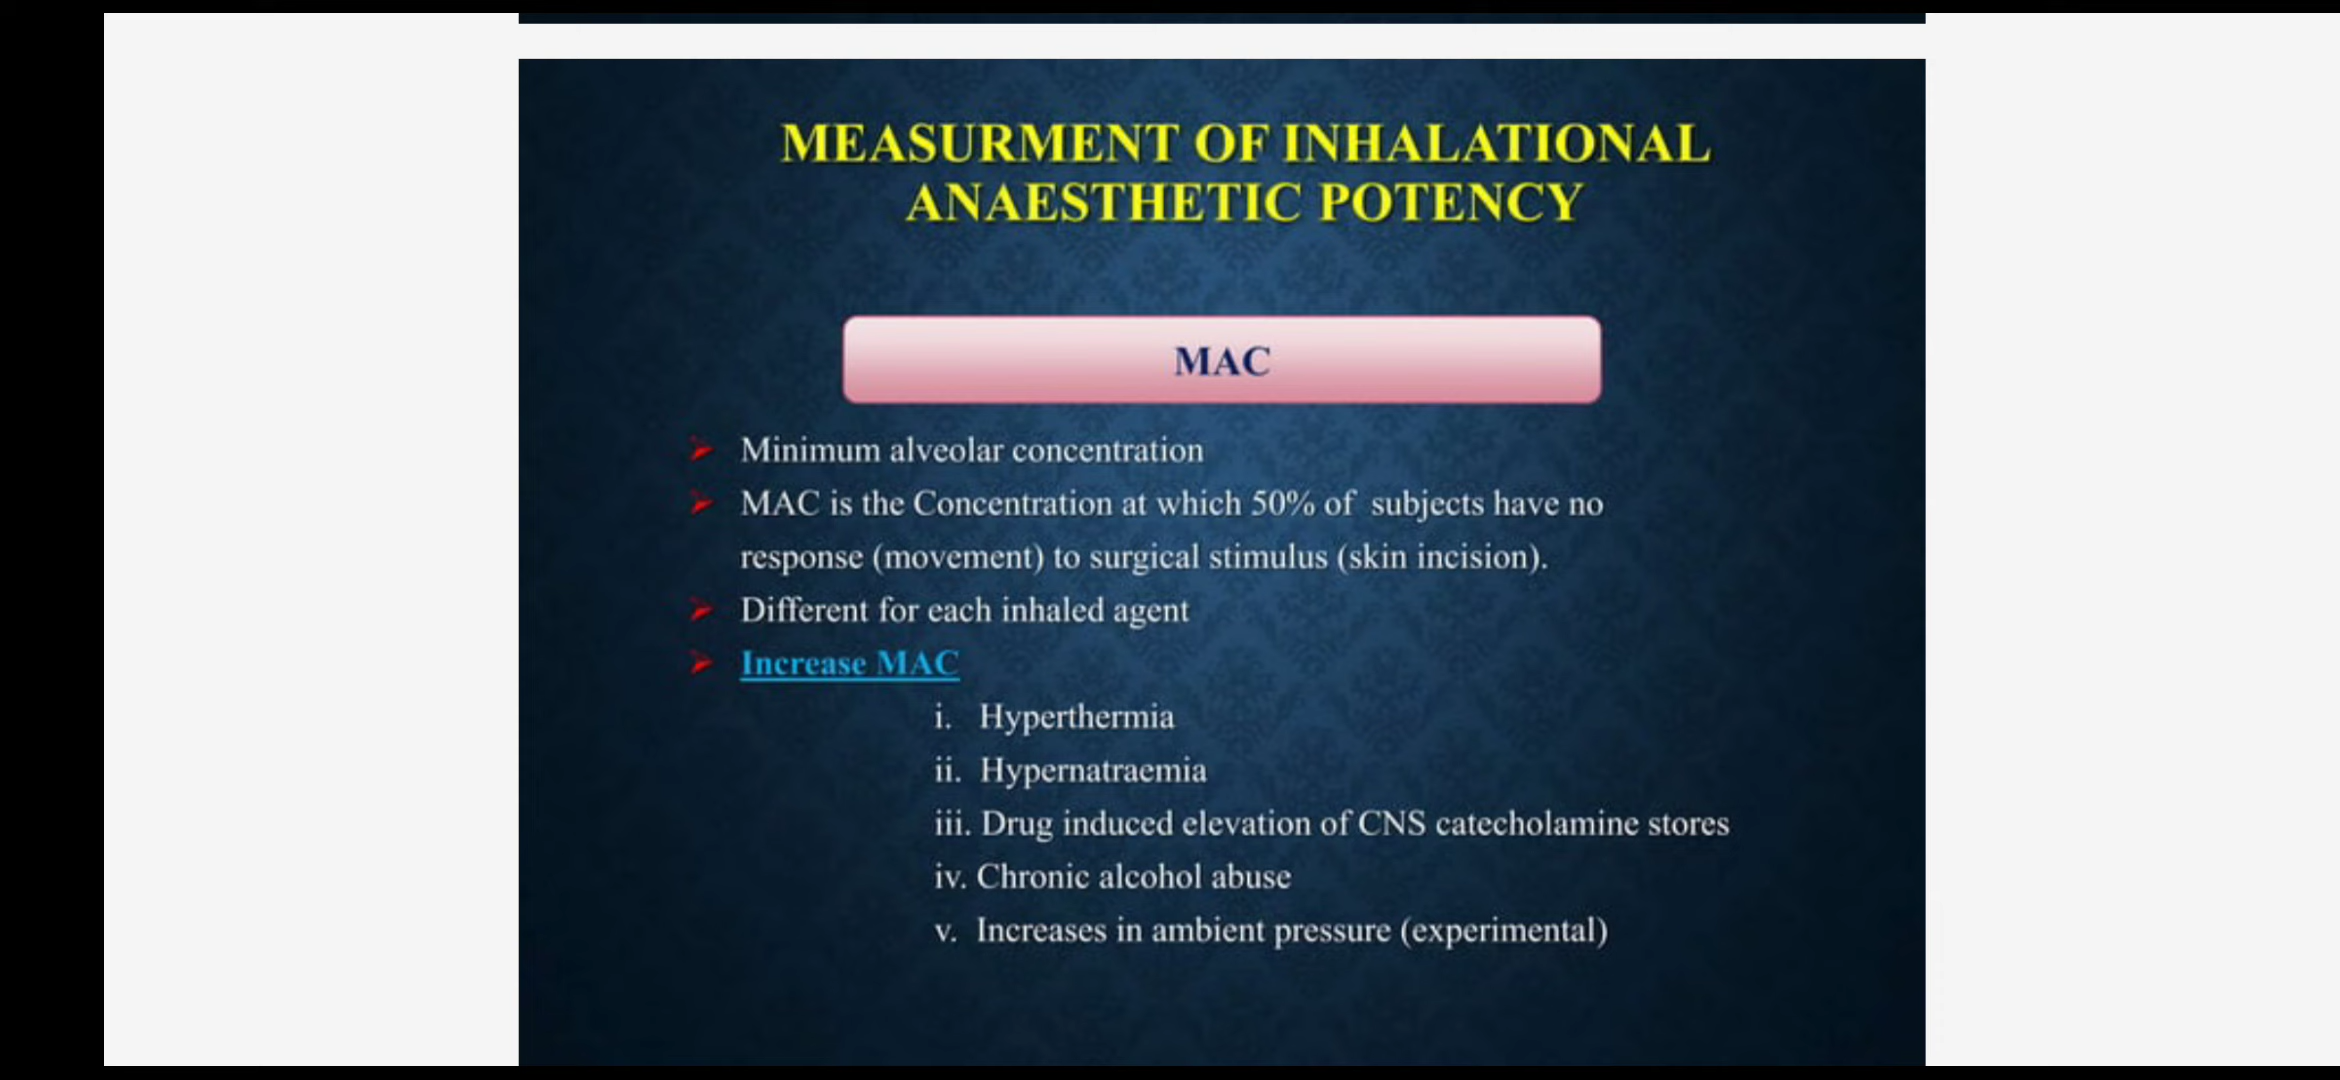 MEASURMENT OF INHALATIONAL
ANAESTHETIC POTENCY
MAC
➤ Minimum alveolar concentration
➤ MAC is the Concentration at which 50% of subjects have no
response (movement) to surgical stimulus (skin incision).
➤ Different for each inhaled agent
➤ Increase MAC
i. Hyperthermia
ii. Hypernatraemia
iii. Drug induced elevation of CNS catecholamine stores
iv. Chronic alcohol abuse
v. Increases in ambient pressure (experimental)